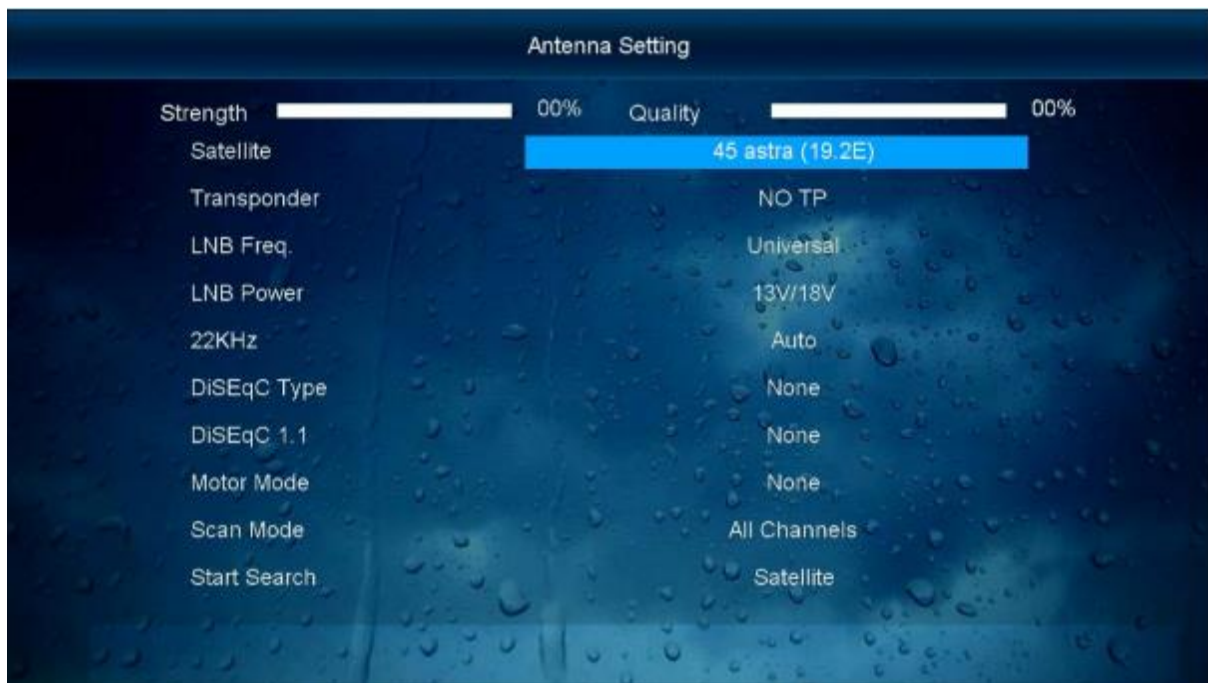 Antenna Setting
Strength 00% Quality 00%
Satellite 45 astra (19.2E)
Transponder NO TP
LNB Freq. Universal
LNB Power 13V/18V
22KHz Auto
DiSEqC Type None
DiSEqC 1.1 None
Motor Mode None
Scan Mode All Channels
Start Search Satellite